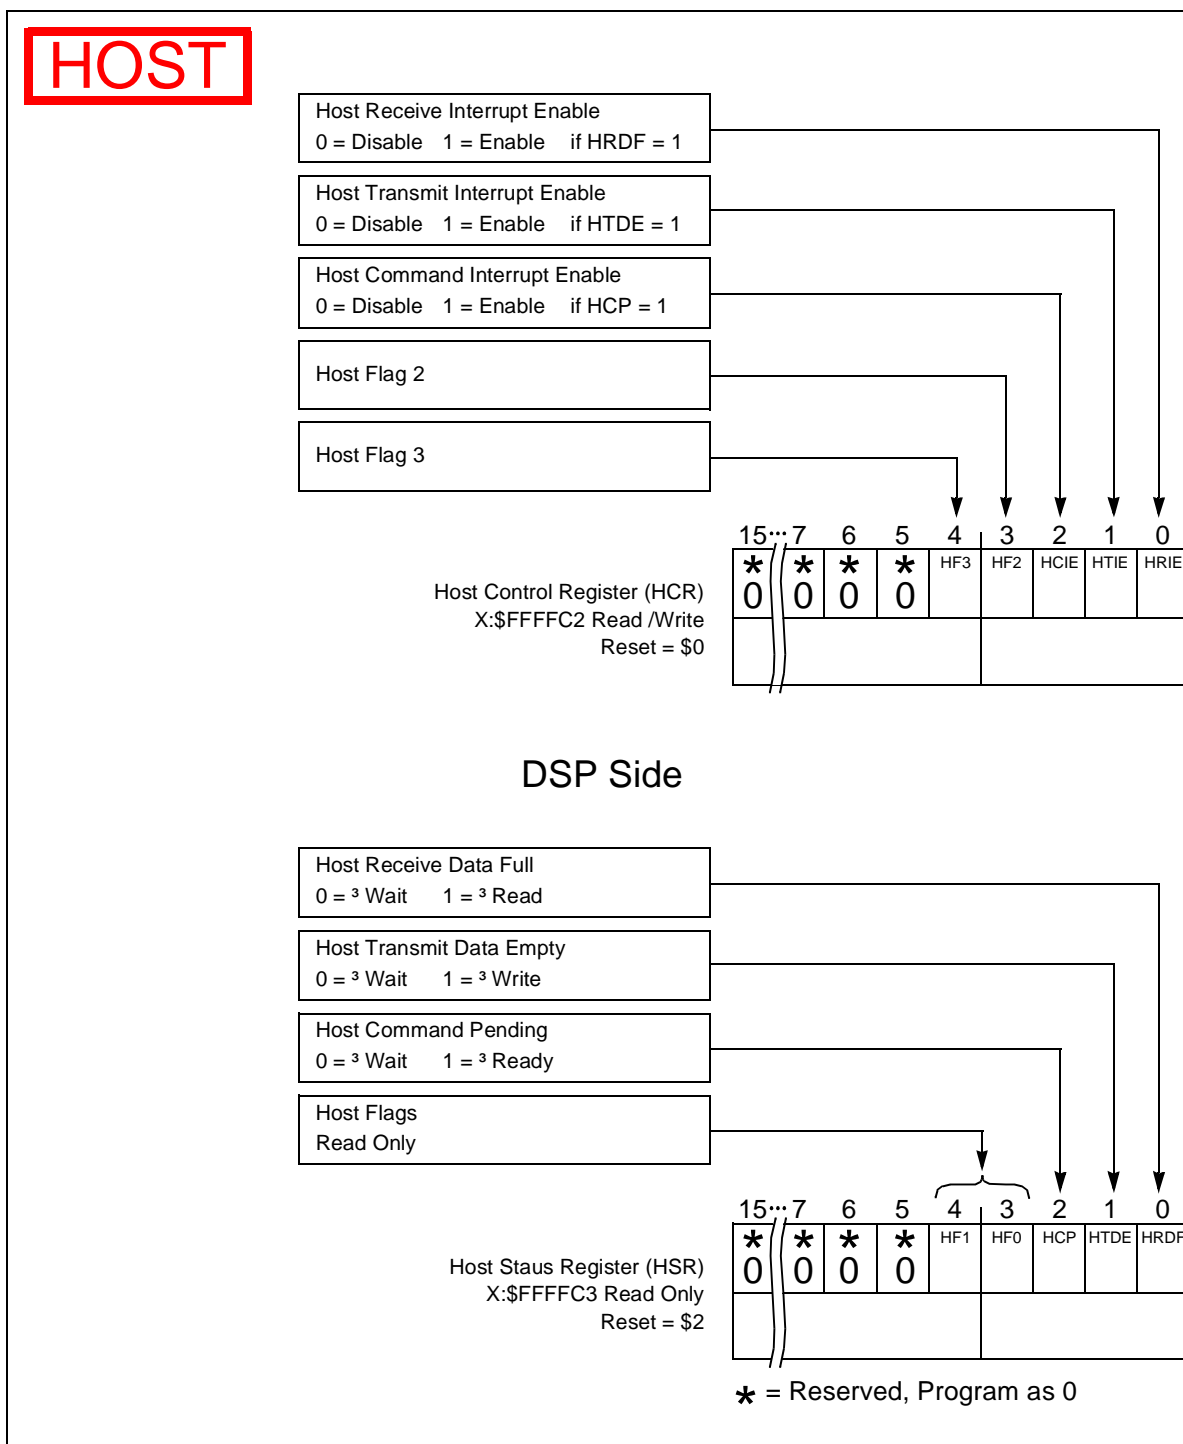 HOST
Host Receive Interrupt Enable
0 = Disable 1 = Enable if HRDF = 1
Host Transmit Interrupt Enable
0 = Disable 1 = Enable if HTDE = 1
Host Command Interrupt Enable
0 = Disable 1 = Enable if HCP = 1
Host Flag 2
Host Flag 3
15 ··· 7 6 5 4 3 2 1 0
* * * * HF3 HF2 HCIE HTIE HRIE
0 0 0 0
Host Control Register (HCR)
X:$FFFFC2 Read /Write
Reset = $0
DSP Side
Host Receive Data Full
0 = ³ Wait 1 = ³ Read
Host Transmit Data Empty
0 = ³ Wait 1 = ³ Write
Host Command Pending
0 = ³ Wait 1 = ³ Ready
Host Flags
Read Only
15 ··· 7 6 5 4 3 2 1 0
* * * * HF1 HF0 HCP HTDE HRDF
0 0 0 0
Host Staus Register (HSR)
X:$FFFFC3 Read Only
Reset = $2
* = Reserved, Program as 0